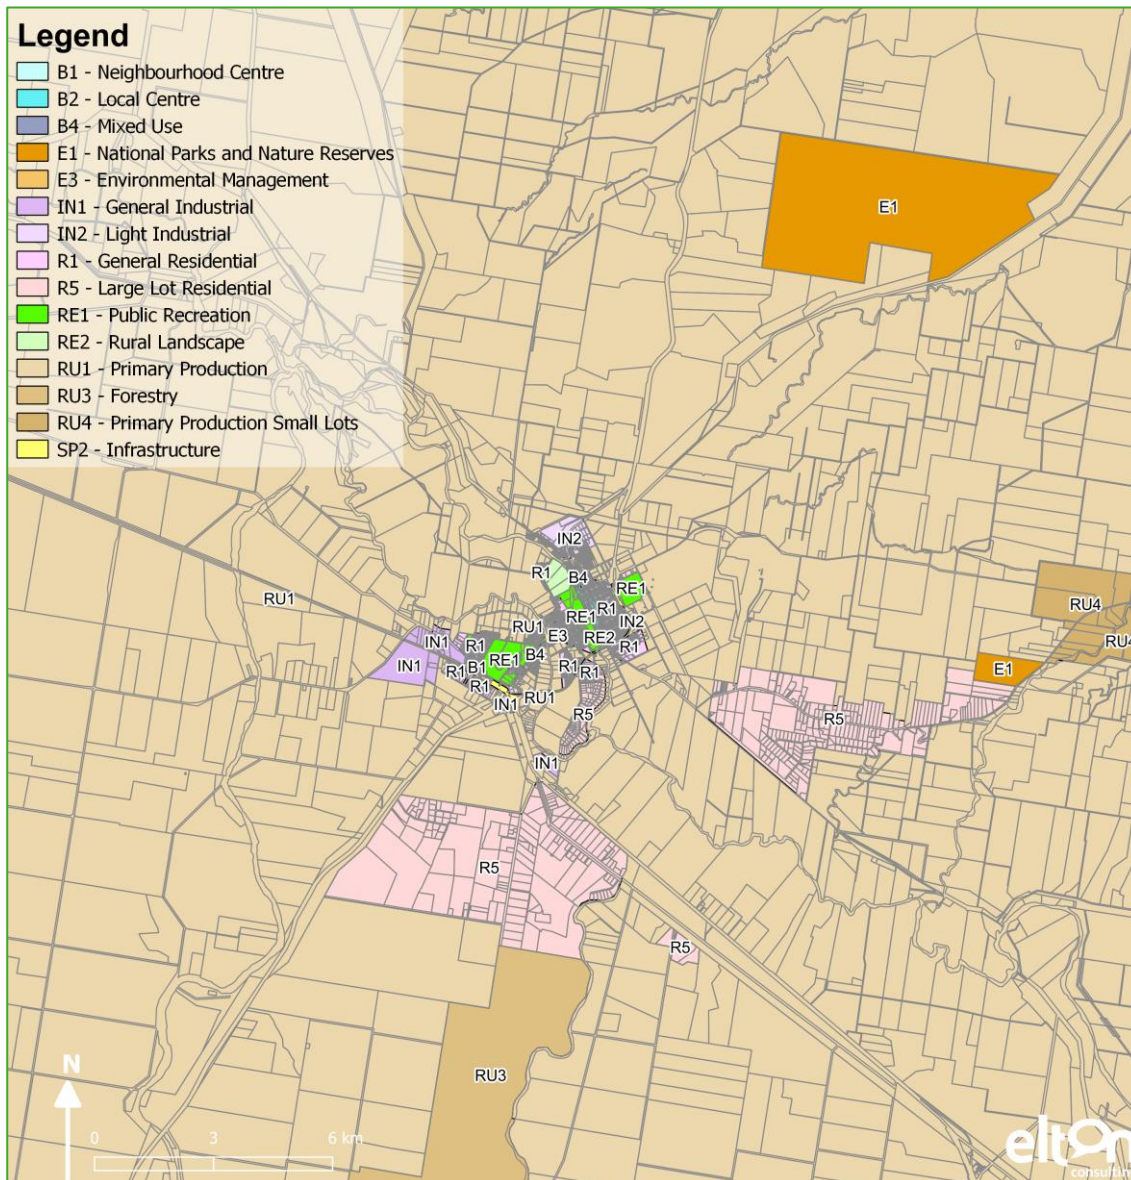 Legend
B1 - Neighbourhood Centre
B2 - Local Centre
B4 - Mixed Use
E1 - National Parks and Nature Reserves
E3 - Environmental Management
IN1 - General Industrial
IN2 - Light Industrial
R1 - General Residential
R5 - Large Lot Residential
RE1 - Public Recreation
RE2 - Rural Landscape
RU1 - Primary Production
RU3 - Forestry
RU4 - Primary Production Small Lots
SP2 - Infrastructure
E1
IN2
R1 B4
RE1
RU4
RU1
RE1 R1
IN2
RU1
E3 RE2
R1
RU4
IN1
R1
RE1 B4
IN1
R1 B1
R1
R1
R1
E1
IN1 RU1
R5
R5
IN1
R5
R5
RU3
N
0 3 6 km
elton
consulting